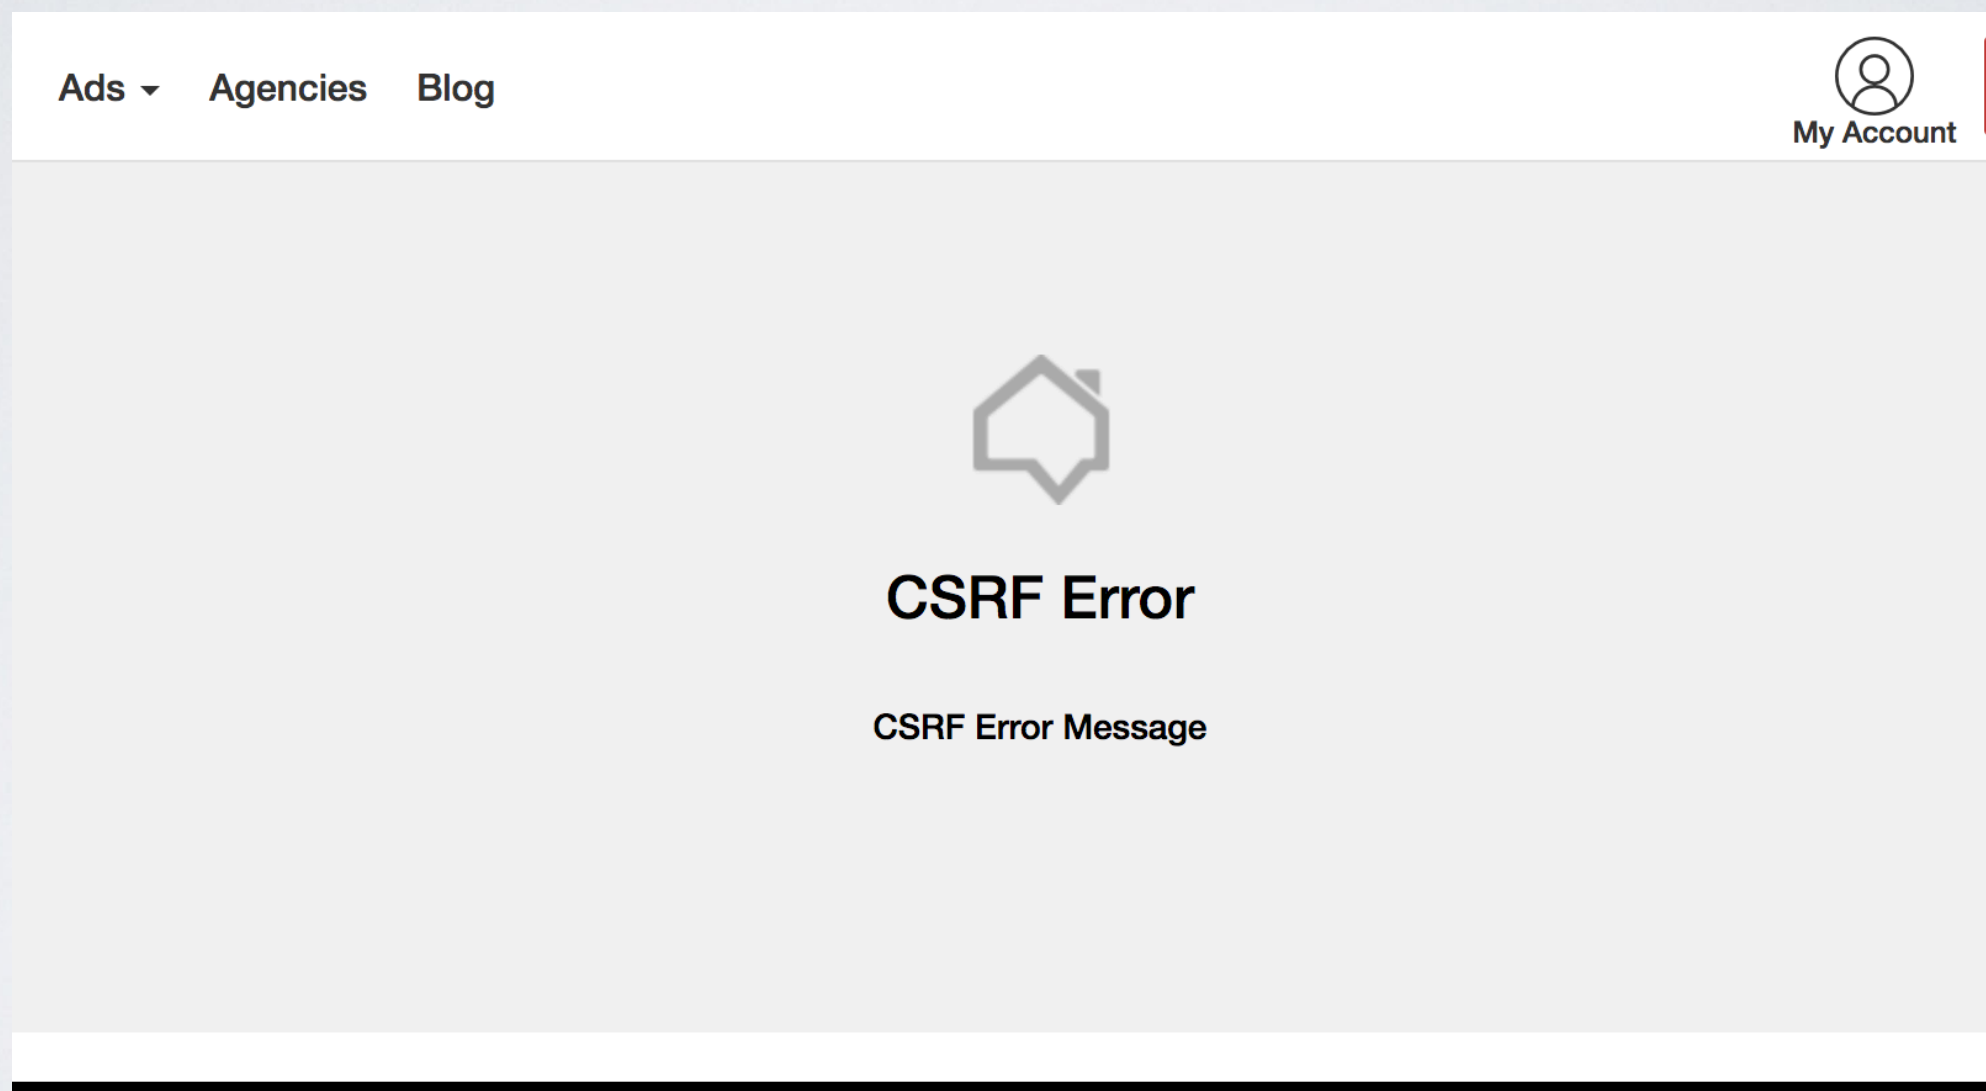 Ads Agencies Blog
My Account
CSRF Error
CSRF Error Message